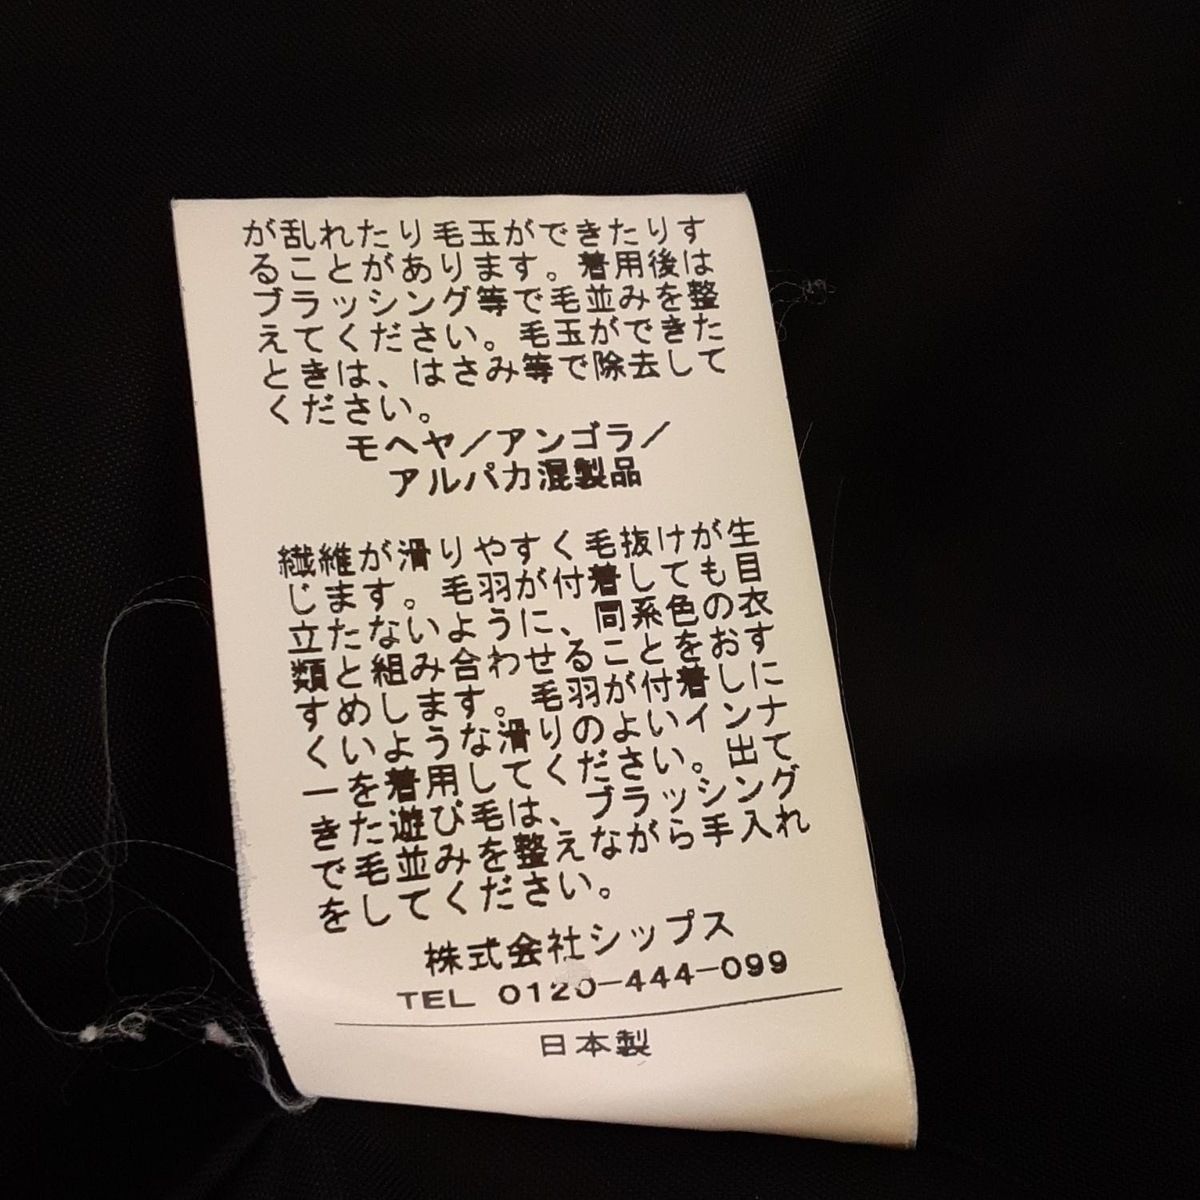 が乱れたり毛玉ができたりす
ることがあります。着用後は
ブラッシング等で毛並みを整
えてください。毛玉ができた
ときは、はさみ等で除去して
ください。
モヘヤ／アンゴラ／
アルパカ混製品
繊維が滑りやすく毛抜けが生
じます。毛羽が付着しても目
立たないように、同系色の衣
類と組み合わせることをおす
すめします。毛羽が付着しに
くいような滑りのよいインナ
ーを着用してください。出て
きた遊び毛は、ブラッシング
で毛並みを整えながら手入れ
をしてください。
株式会社シップス
TEL 0120-444-099
日本製